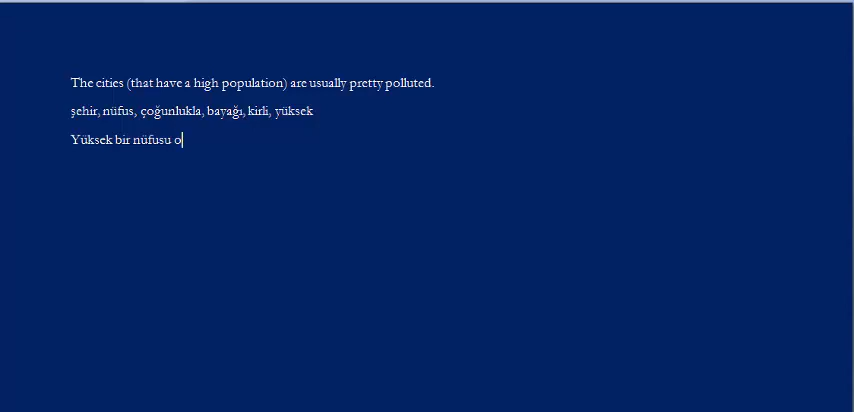 The cities (that have a high population) are usually pretty polluted.
şehir, nüfus, çoğunlukla, bayağı, kirli, yüksek
Yüksek bir nüfusu o